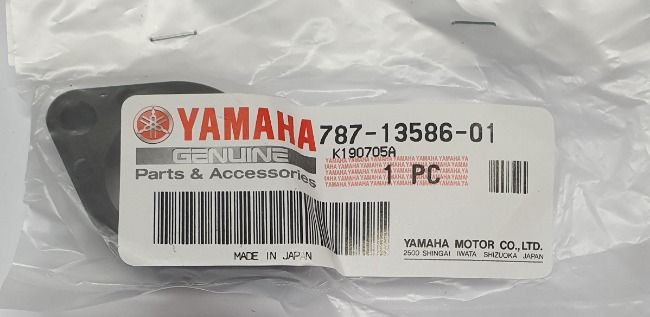 YAMAHA
GENUINE
Parts & Accessories
787-13586-01
K190705A
1 PC
MADE IN JAPAN
YAMAHA MOTOR CO., LTD.
2500 SHINGAI IWATA SHIZUOKA JAPAN